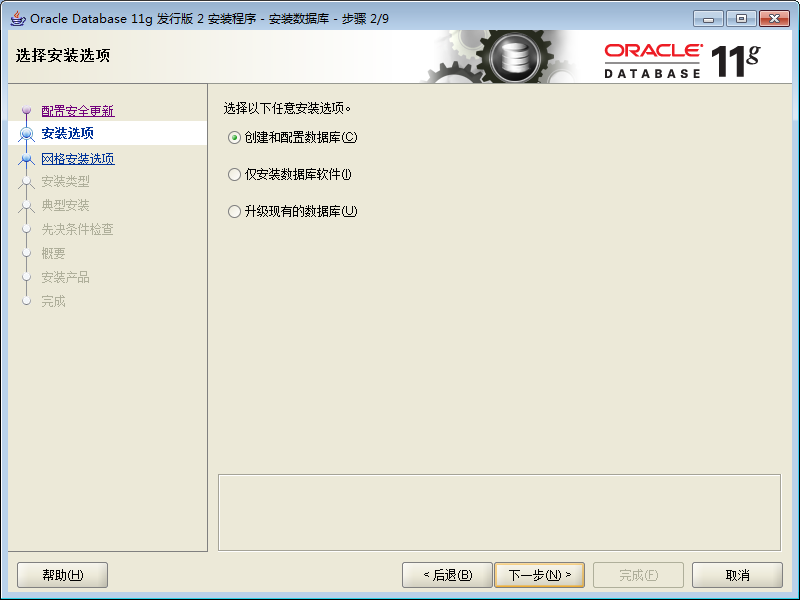 Oracle Database 11g 发行版 2 安装程序 - 安装数据库 - 步骤 2/9
选择安装选项
ORACLE
DATABASE 11g
配置安全更新
安装选项
网格安装选项
安装类型
典型安装
先决条件检查
概要
安装产品
完成
选择以下任意安装选项。
创建和配置数据库(C)
仅安装数据库软件(I)
升级现有的数据库(U)
帮助(H)
< 后退(B)
下一步(N) >
完成(F)
取消